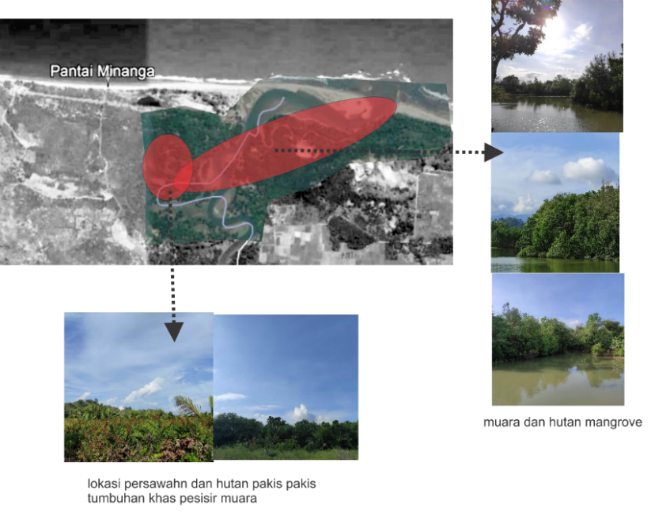 Pantai Minanga
muara dan hutan mangrove
lokasi persawahn dan hutan pakis pakis
tumbuhan khas pesisir muara